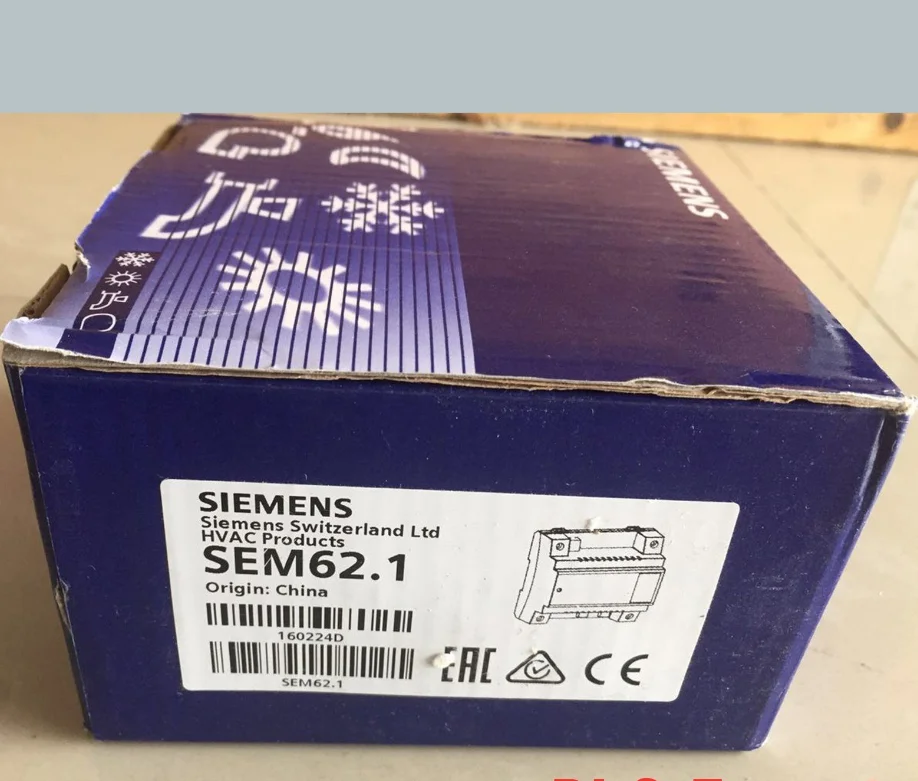 SIEMENS
SIEMENS
Siemens Switzerland Ltd
HVAC Products
SEM62.1
Origin: China
160224D
SEM62.1
EAC
CE